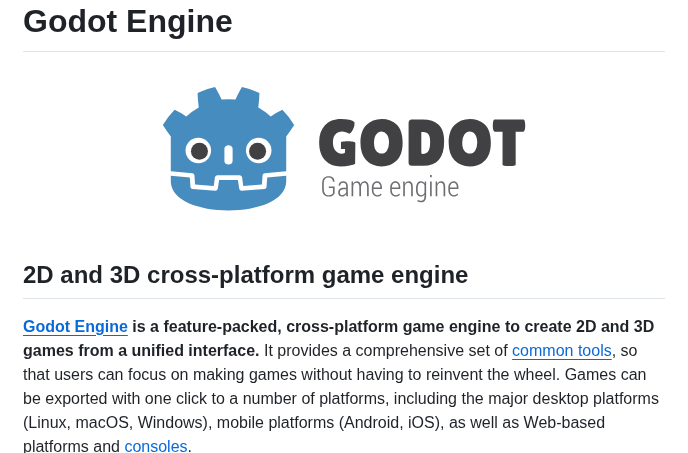 Godot Engine
GODOT
Game engine
2D and 3D cross-platform game engine
Godot Engine is a feature-packed, cross-platform game engine to create 2D and 3D
games from a unified interface. It provides a comprehensive set of common tools, so
that users can focus on making games without having to reinvent the wheel. Games can
be exported with one click to a number of platforms, including the major desktop platforms
(Linux, macOS, Windows), mobile platforms (Android, iOS), as well as Web-based
platforms and consoles.